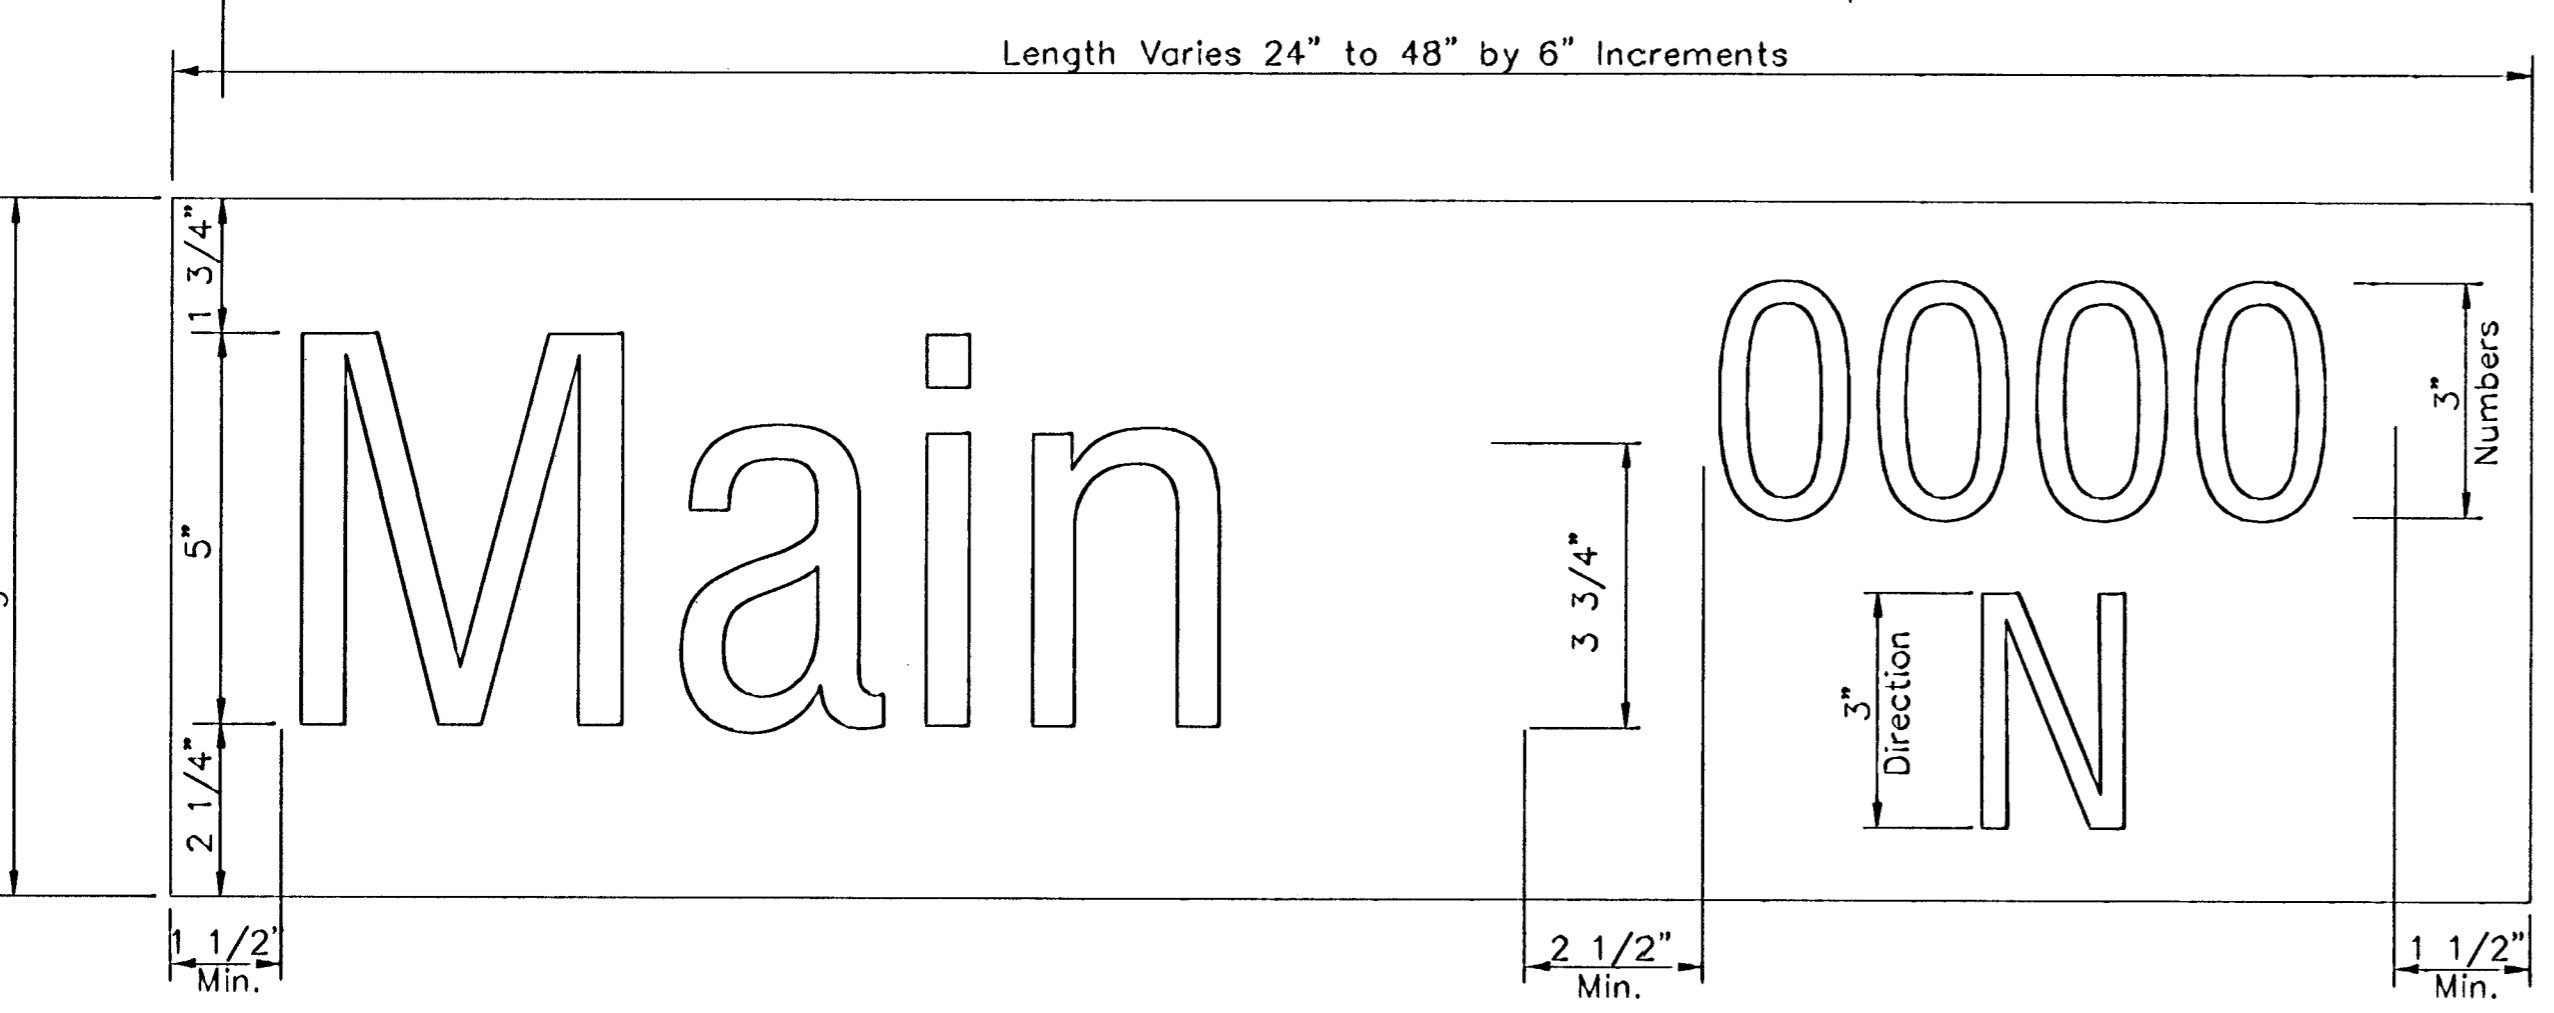 Length Varies 24" to 48" by 6" Increments
1 3/4"
5"
2 1/4"
Main
0000
N
3 3/4"
3"
Numbers
3"
Direction
1 1/2"
Min.
2 1/2"
Min.
1 1/2"
Min.